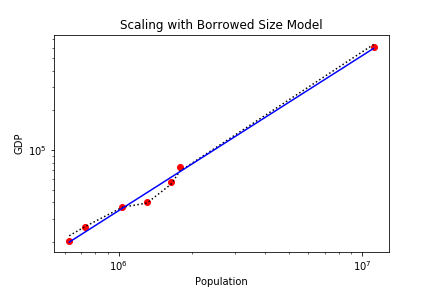 Scaling with Borrowed Size Model
GDP
10⁵
10⁶ 10⁷
Population